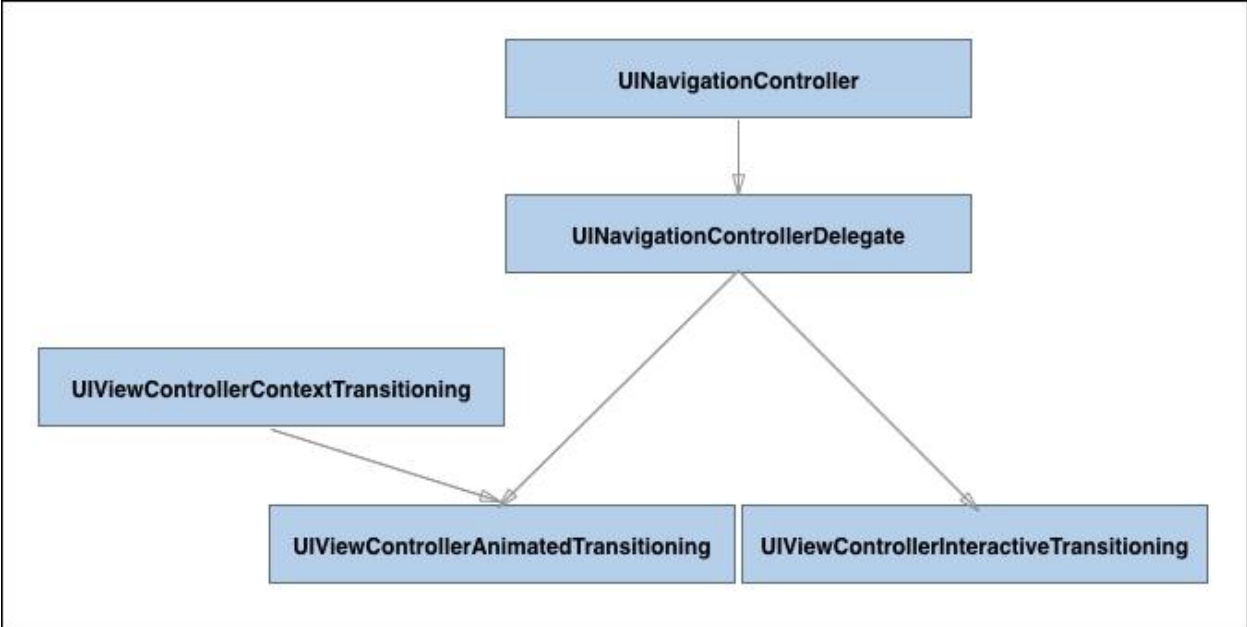 UINavigationController
UINavigationControllerDelegate
UIViewControllerContextTransitioning
UIViewControllerAnimatedTransitioning
UIViewControllerInteractiveTransitioning